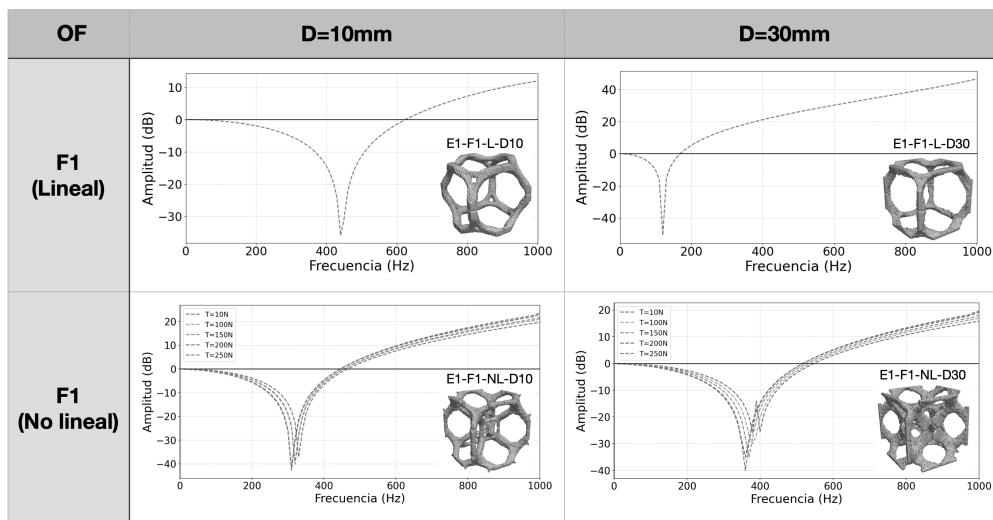 OF
D=10mm
D=30mm
F1
(Lineal)
Amplitud (dB)
10
0
−10
−20
−30
E1-F1-L-D10
0 200 400 600 800 1000
Frecuencia (Hz)
Amplitud (dB)
40
20
0
−20
−40
E1-F1-L-D30
0 200 400 600 800 1000
Frecuencia (Hz)
F1
(No lineal)
Amplitud (dB)
20
10
0
−10
−20
−30
−40
T=10N
T=100N
T=150N
T=200N
T=250N
E1-F1-NL-D10
0 200 400 600 800 1000
Frecuencia (Hz)
Amplitud (dB)
20
10
0
−10
−20
−30
−40
T=10N
T=100N
T=150N
T=200N
T=250N
E1-F1-NL-D30
0 200 400 600 800 1000
Frecuencia (Hz)